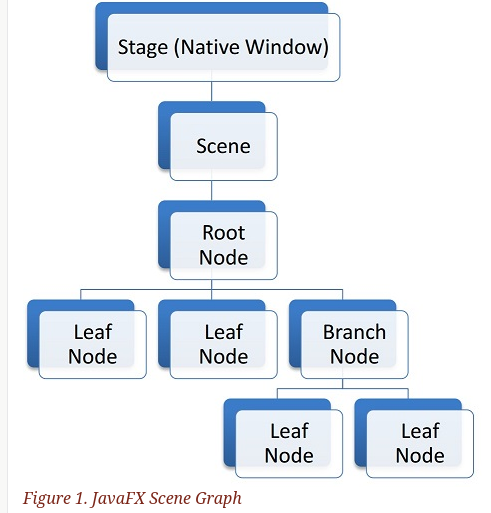 Stage (Native Window)
Scene
Root
Node
Leaf
Node
Leaf
Node
Branch
Node
Leaf
Node
Leaf
Node
Figure 1. JavaFX Scene Graph